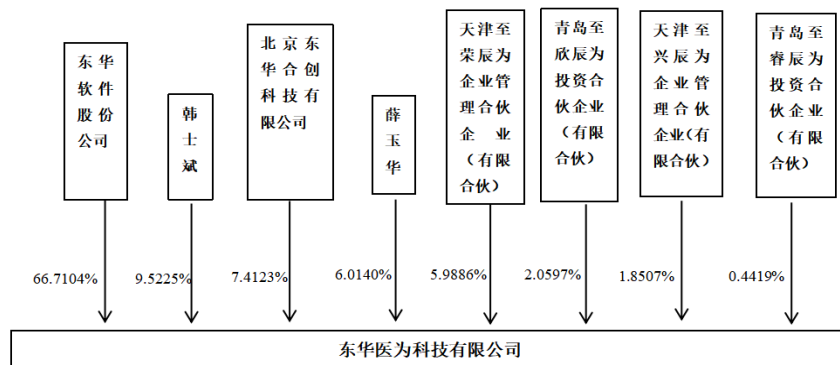 东华
软件
股份
公司
韩
士
斌
北京东
华合创
科技有
限公司
薛
玉
华
天津至
荣辰为
企业管
理合伙
企业
（有限
合伙）
青岛至
欣辰为
投资合
伙企业
（有限
合伙）
天津至
兴辰为
企业管
理合伙
企业（有
限合伙）
青岛至
睿辰为
投资合
伙企业
（有限
合伙）
66.7104%
9.5225%
7.4123%
6.0140%
5.9886%
2.0597%
1.8507%
0.4419%
东华医为科技有限公司